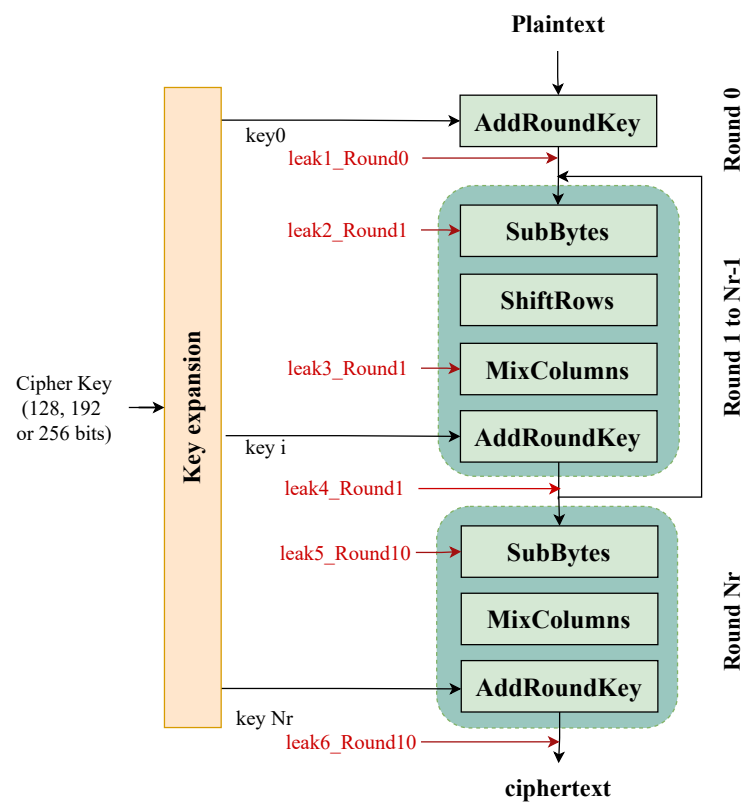 Plaintext
AddRoundKey
Round 0
key0
leak1_Round0
leak2_Round1
SubBytes
ShiftRows
Round 1 to Nr-1
leak3_Round1
MixColumns
Cipher Key
(128, 192
or 256 bits)
Key expansion
key i
AddRoundKey
leak4_Round1
leak5_Round10
SubBytes
MixColumns
Round Nr
AddRoundKey
key Nr
leak6_Round10
ciphertext